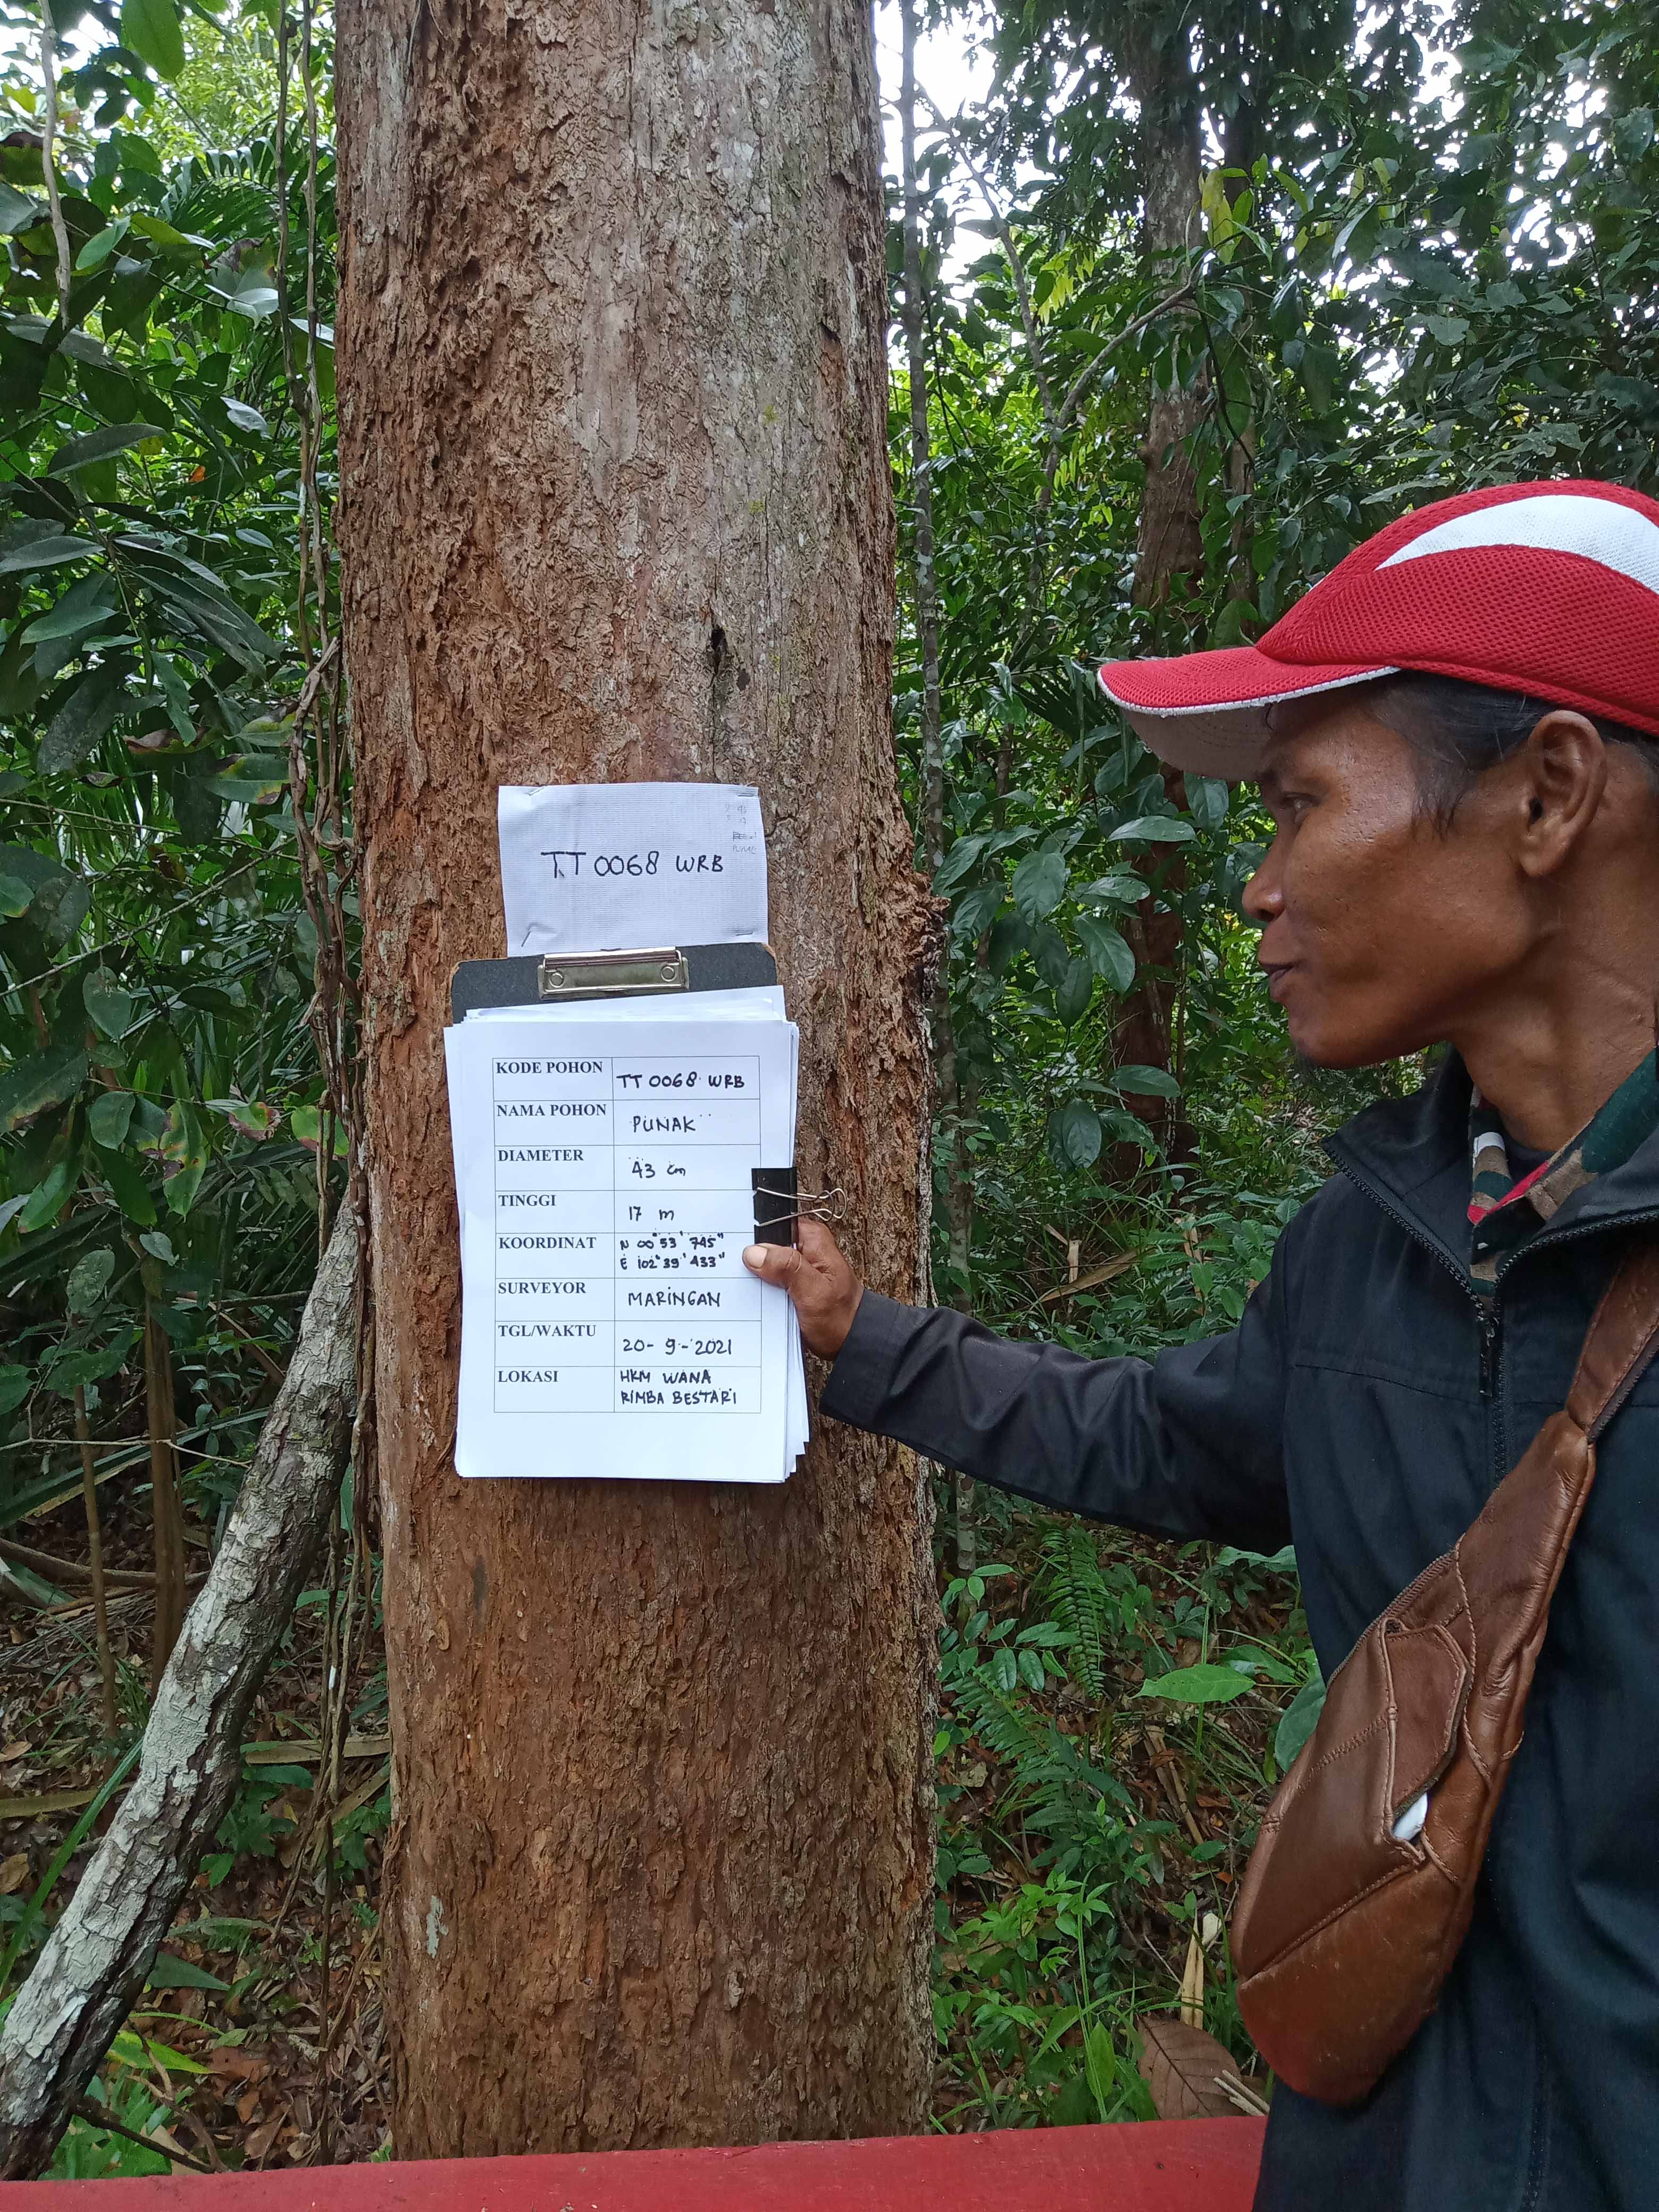 TT 0068 WRB
KODE POHON TT 0068 WRB
NAMA POHON PUNAK
DIAMETER 43 cm
TINGGI 17 m
KOORDINAT N 00°53' 745"
E 102°39' 433"
SURVEYOR MARINGAN
TGL/WAKTU 20-9-2021
LOKASI HKM WANA
RIMBA BESTARI